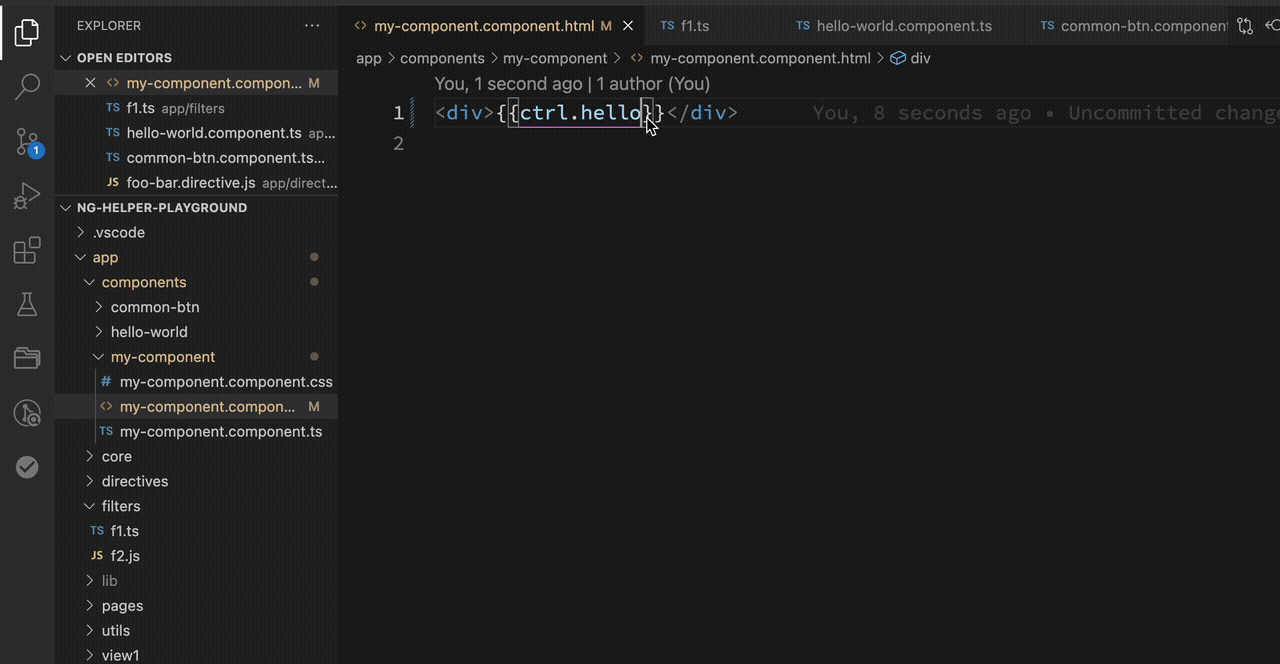 EXPLORER ···
OPEN EDITORS
my-component.compon... M
TS f1.ts app/filters
TS hello-world.component.ts ap...
TS common-btn.component.ts...
JS foo-bar.directive.js app/direct...
NG-HELPER-PLAYGROUND
.vscode
app
components
common-btn
hello-world
my-component
# my-component.component.css
<> my-component.compon... M
TS my-component.component.ts
core
directives
filters
TS f1.ts
JS f2.js
lib
pages
utils
view1
1
<> my-component.component.html M
TS f1.ts
TS hello-world.component.ts
TS common-btn.component
app > components > my-component > <> my-component.component.html > div
You, 1 second ago | 1 author (You)
1 <div>{{ctrl.hello}}</div> You, 8 seconds ago • Uncommitted change
2